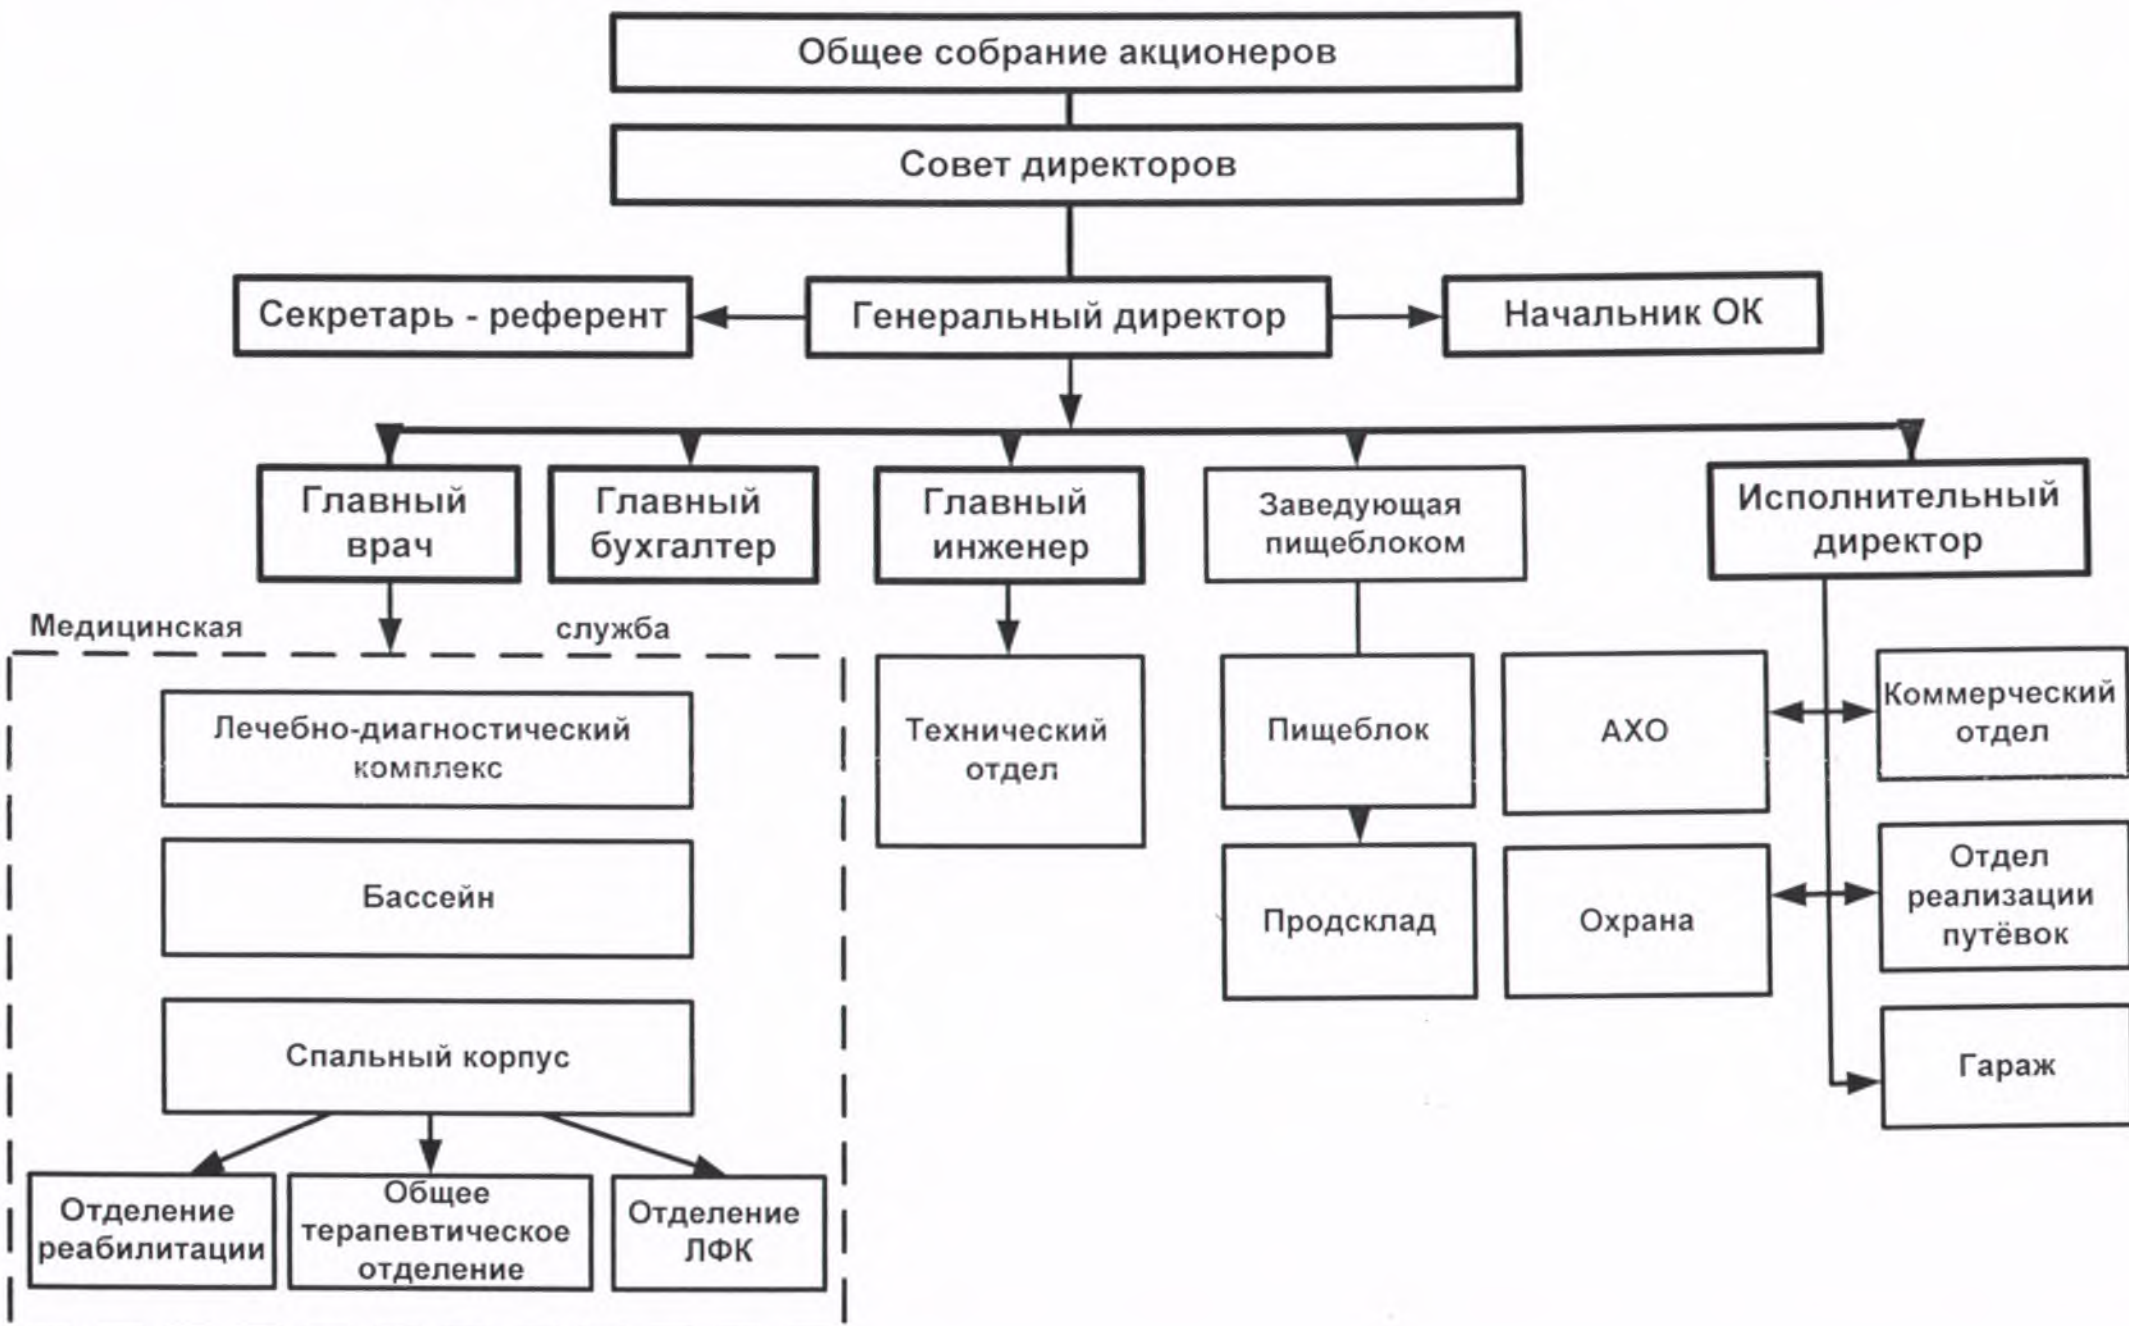 Общее собрание акционеров
Совет директоров
Секретарь - референт
Генеральный директор
Начальник ОК
Главный
врач
Главный
бухгалтер
Главный
инженер
Заведующая
пищеблоком
Исполнительный
директор
Медицинская служба
Лечебно-диагностический
комплекс
Бассейн
Спальный корпус
Отделение
реабилитации
Общее
терапевтическое
отделение
Отделение
ЛФК
Технический
отдел
Пищеблок
Продсклад
АХО
Охрана
Коммерческий
отдел
Отдел
реализации
путёвок
Гараж